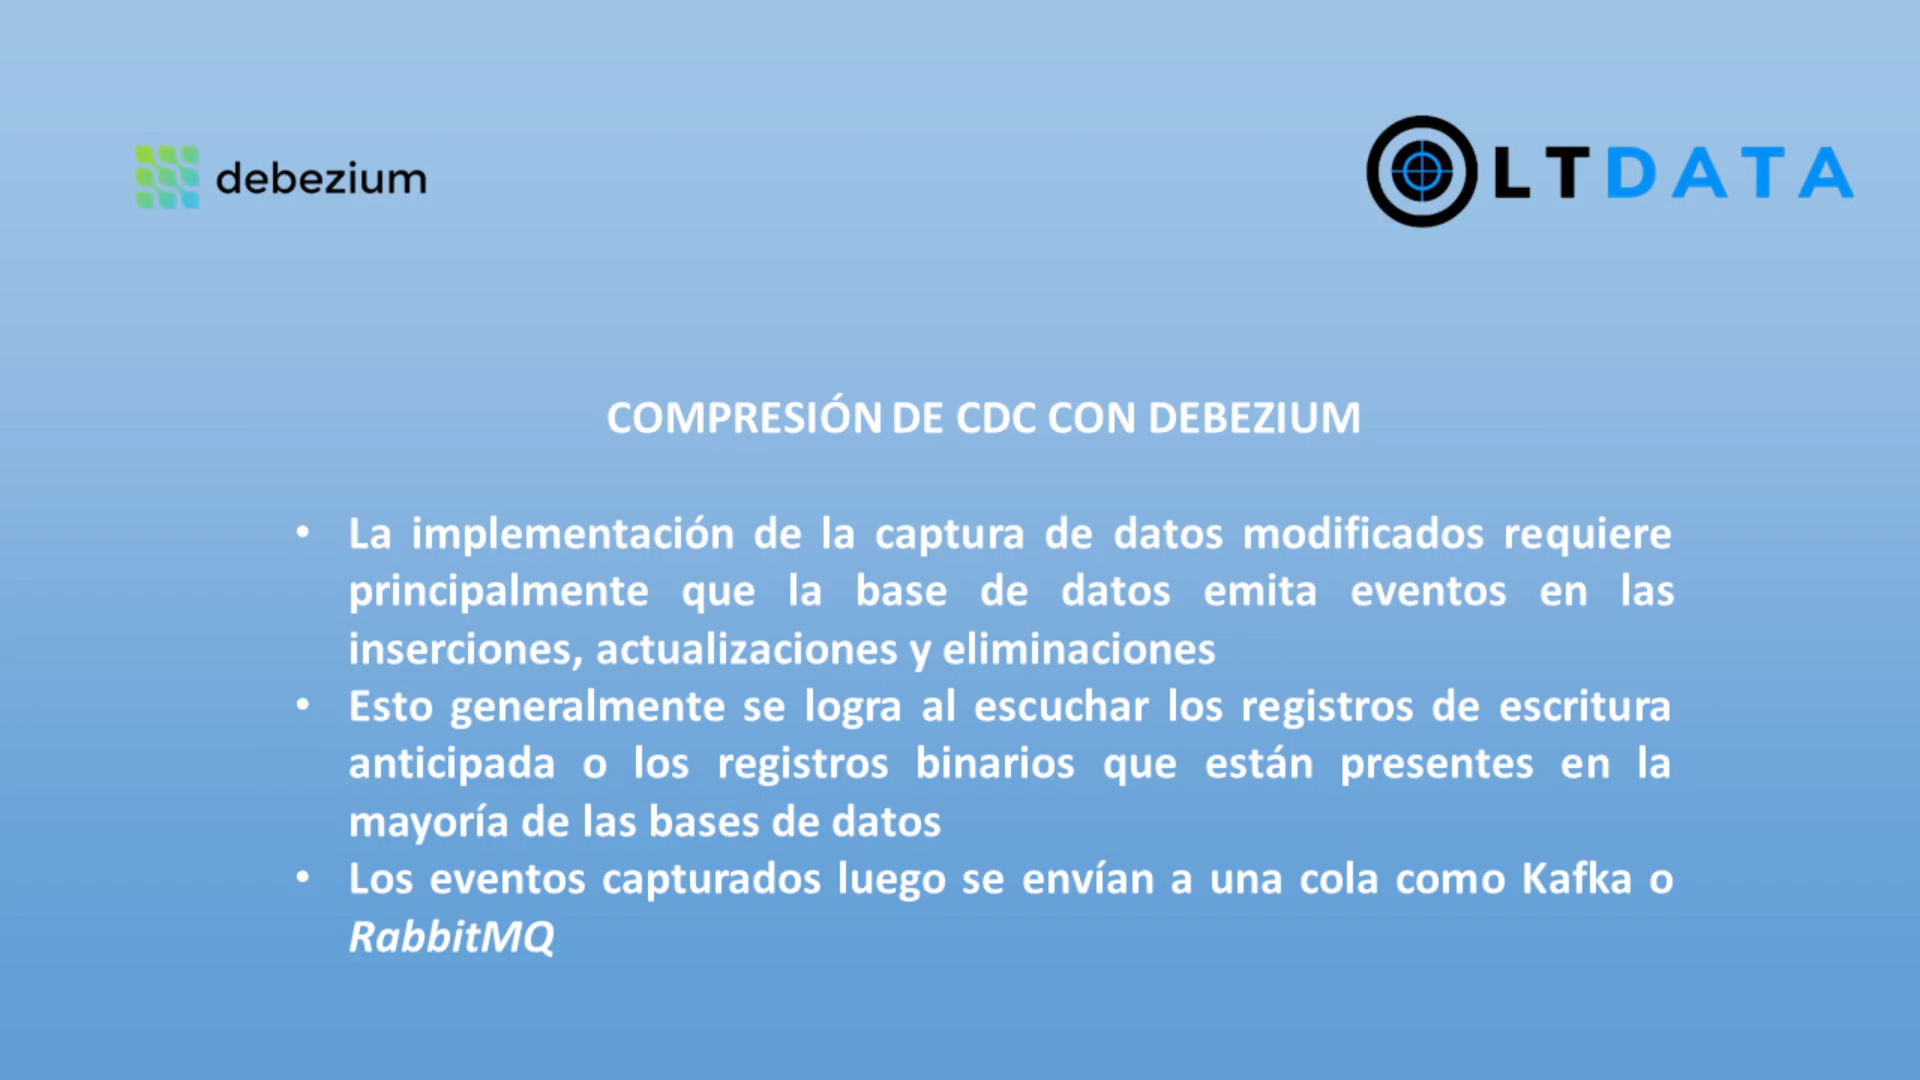 debezium
LTDATA
COMPRESIÓN DE CDC CON DEBEZIUM
• La implementación de la captura de datos modificados requiere
principalmente que la base de datos emita eventos en las
inserciones, actualizaciones y eliminaciones
• Esto generalmente se logra al escuchar los registros de escritura
anticipada o los registros binarios que están presentes en la
mayoría de las bases de datos
• Los eventos capturados luego se envían a una cola como Kafka o
RabbitMQ